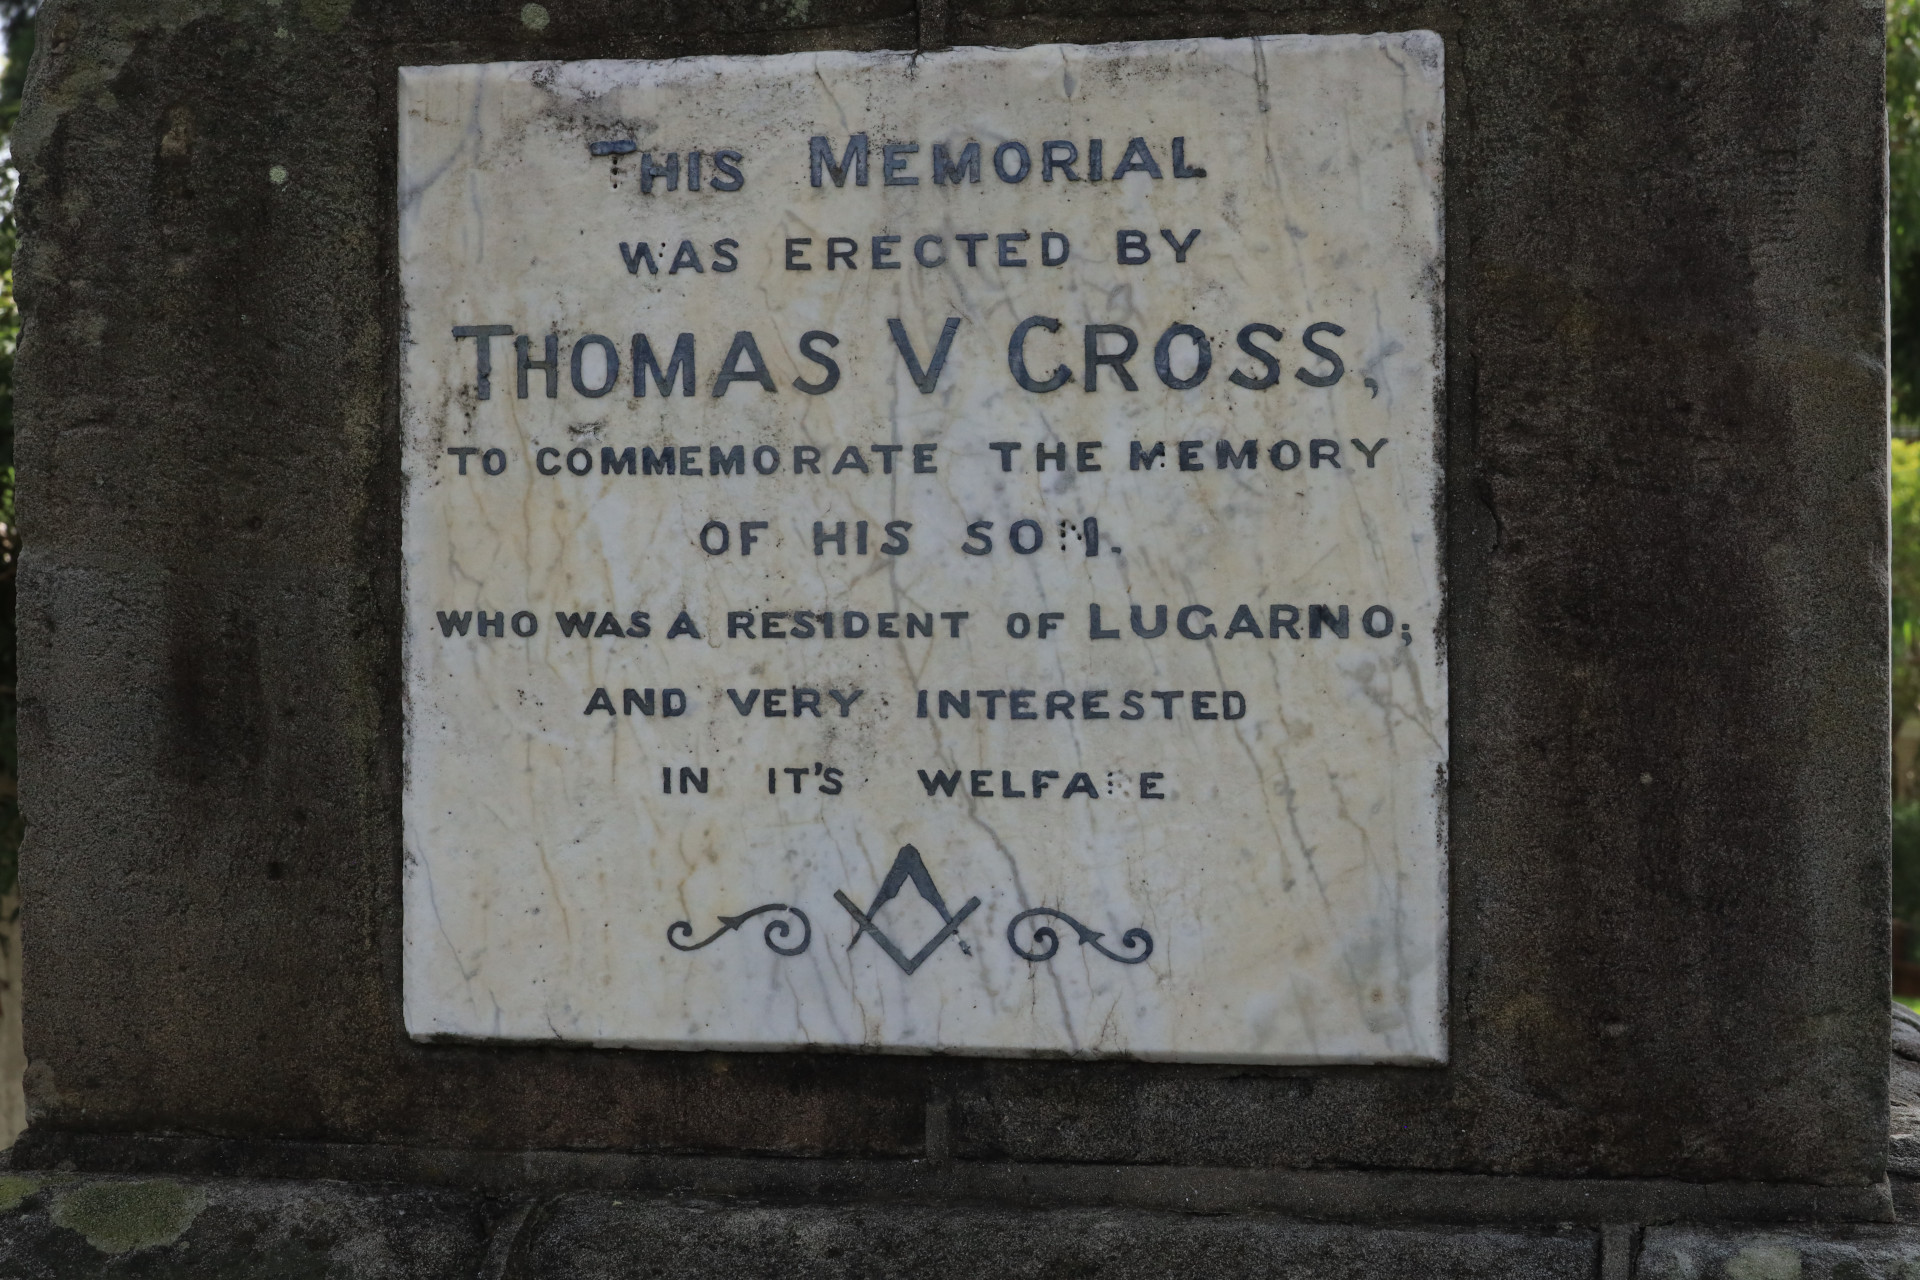 THIS MEMORIAL
WAS ERECTED BY
THOMAS V CROSS,
TO COMMEMORATE THE MEMORY
OF HIS SON.
WHO WAS A RESIDENT OF LUGARNO;
AND VERY INTERESTED
IN IT'S WELFARE